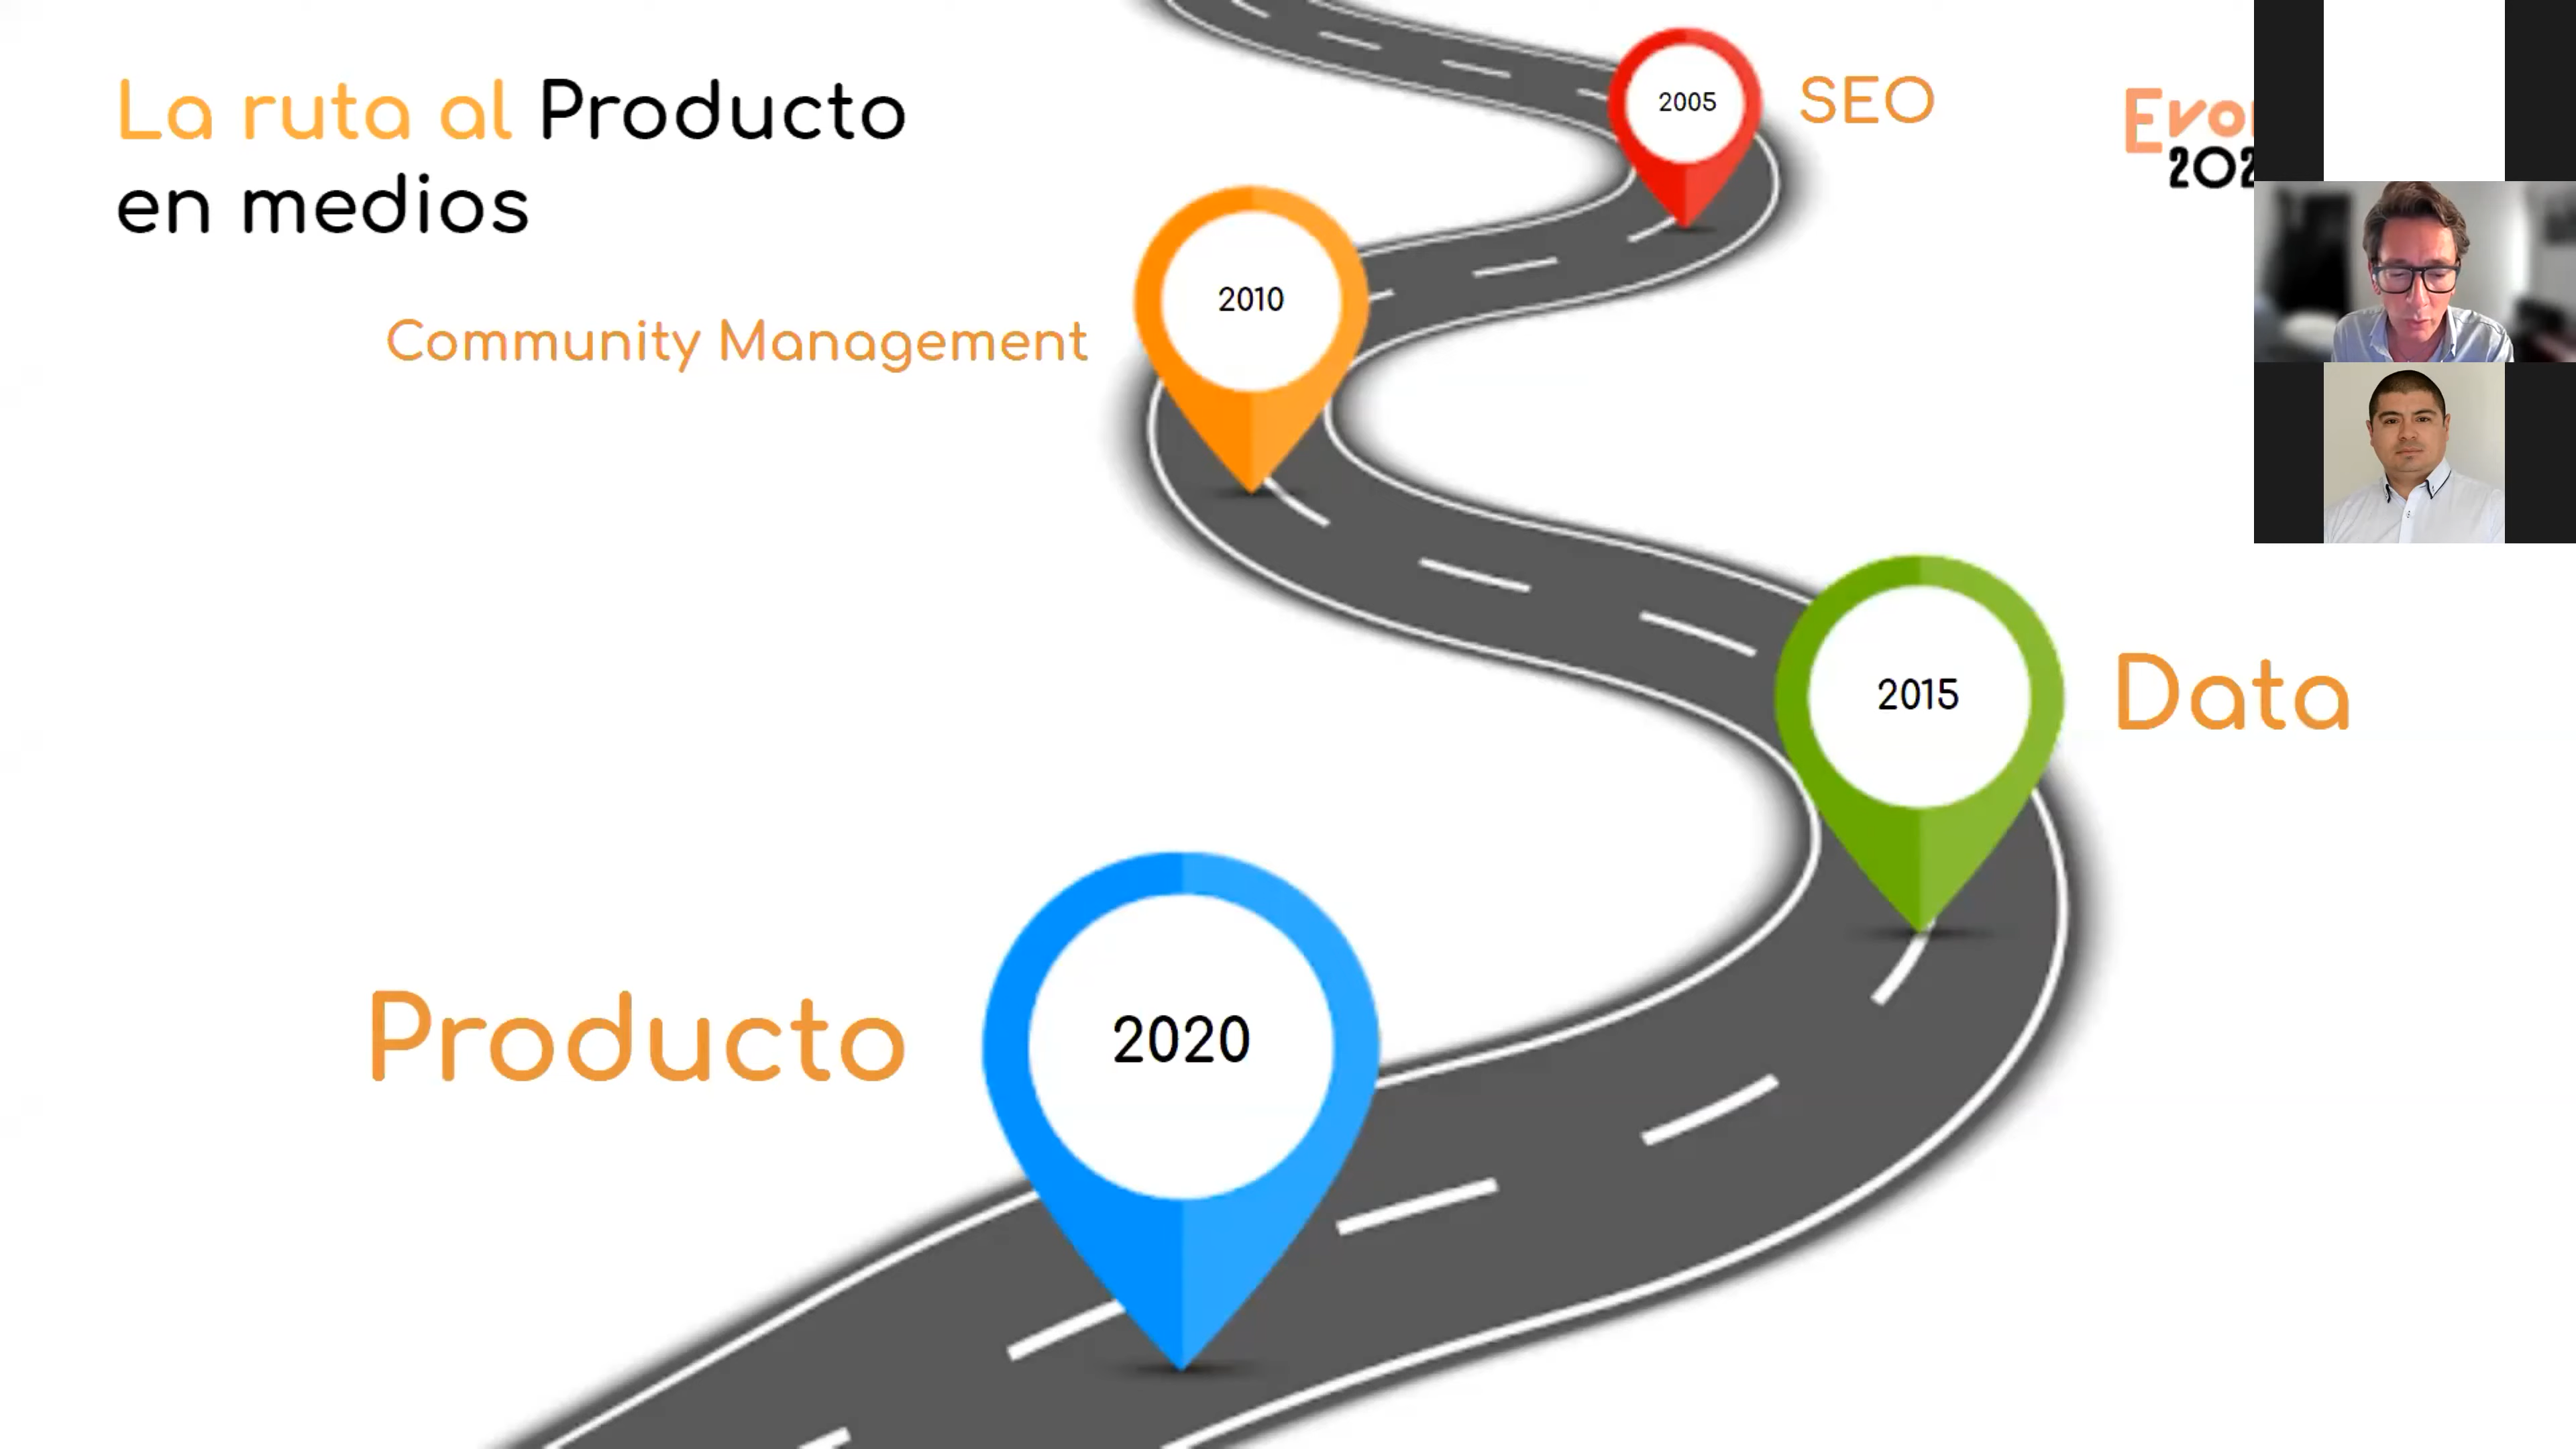 La ruta al Producto
en medios
2005
SEO
2010
Community Management
2015
Data
2020
Producto